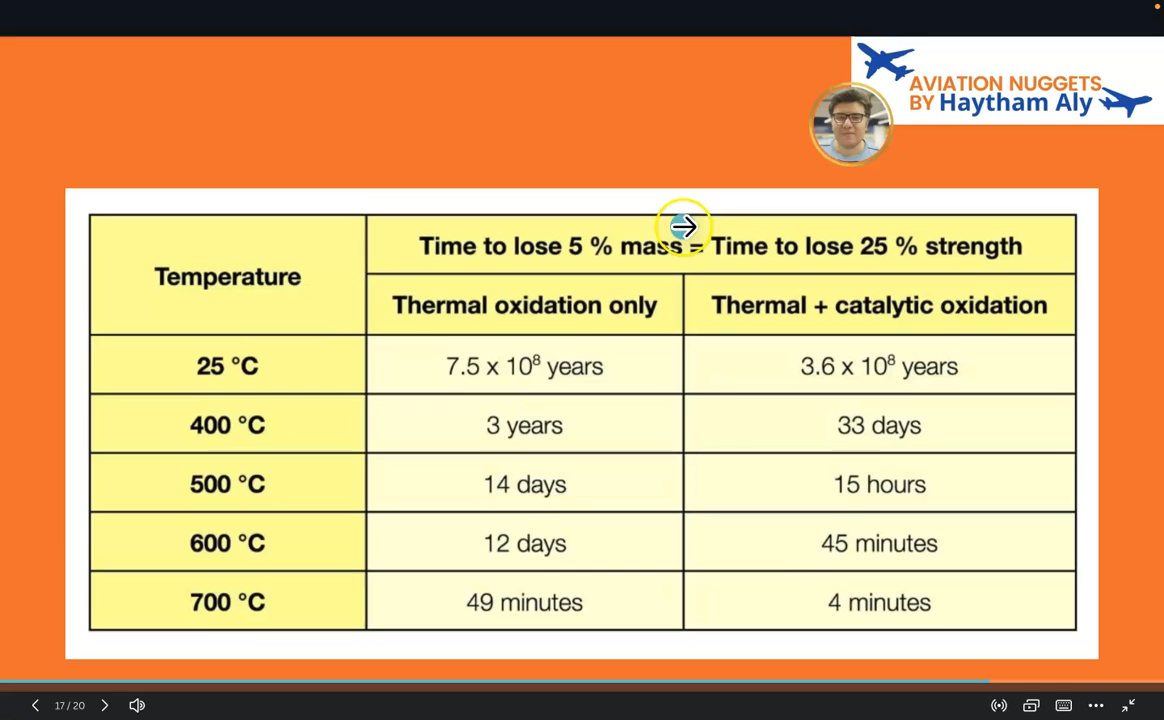 AVIATION NUGGETS
BY Haytham Aly
Temperature
Time to lose 5 % mass = Time to lose 25 % strength
Thermal oxidation only
Thermal + catalytic oxidation
25 °C
7.5 x 10⁸ years
3.6 x 10⁸ years
400 °C
3 years
33 days
500 °C
14 days
15 hours
600 °C
12 days
45 minutes
700 °C
49 minutes
4 minutes
17 / 20